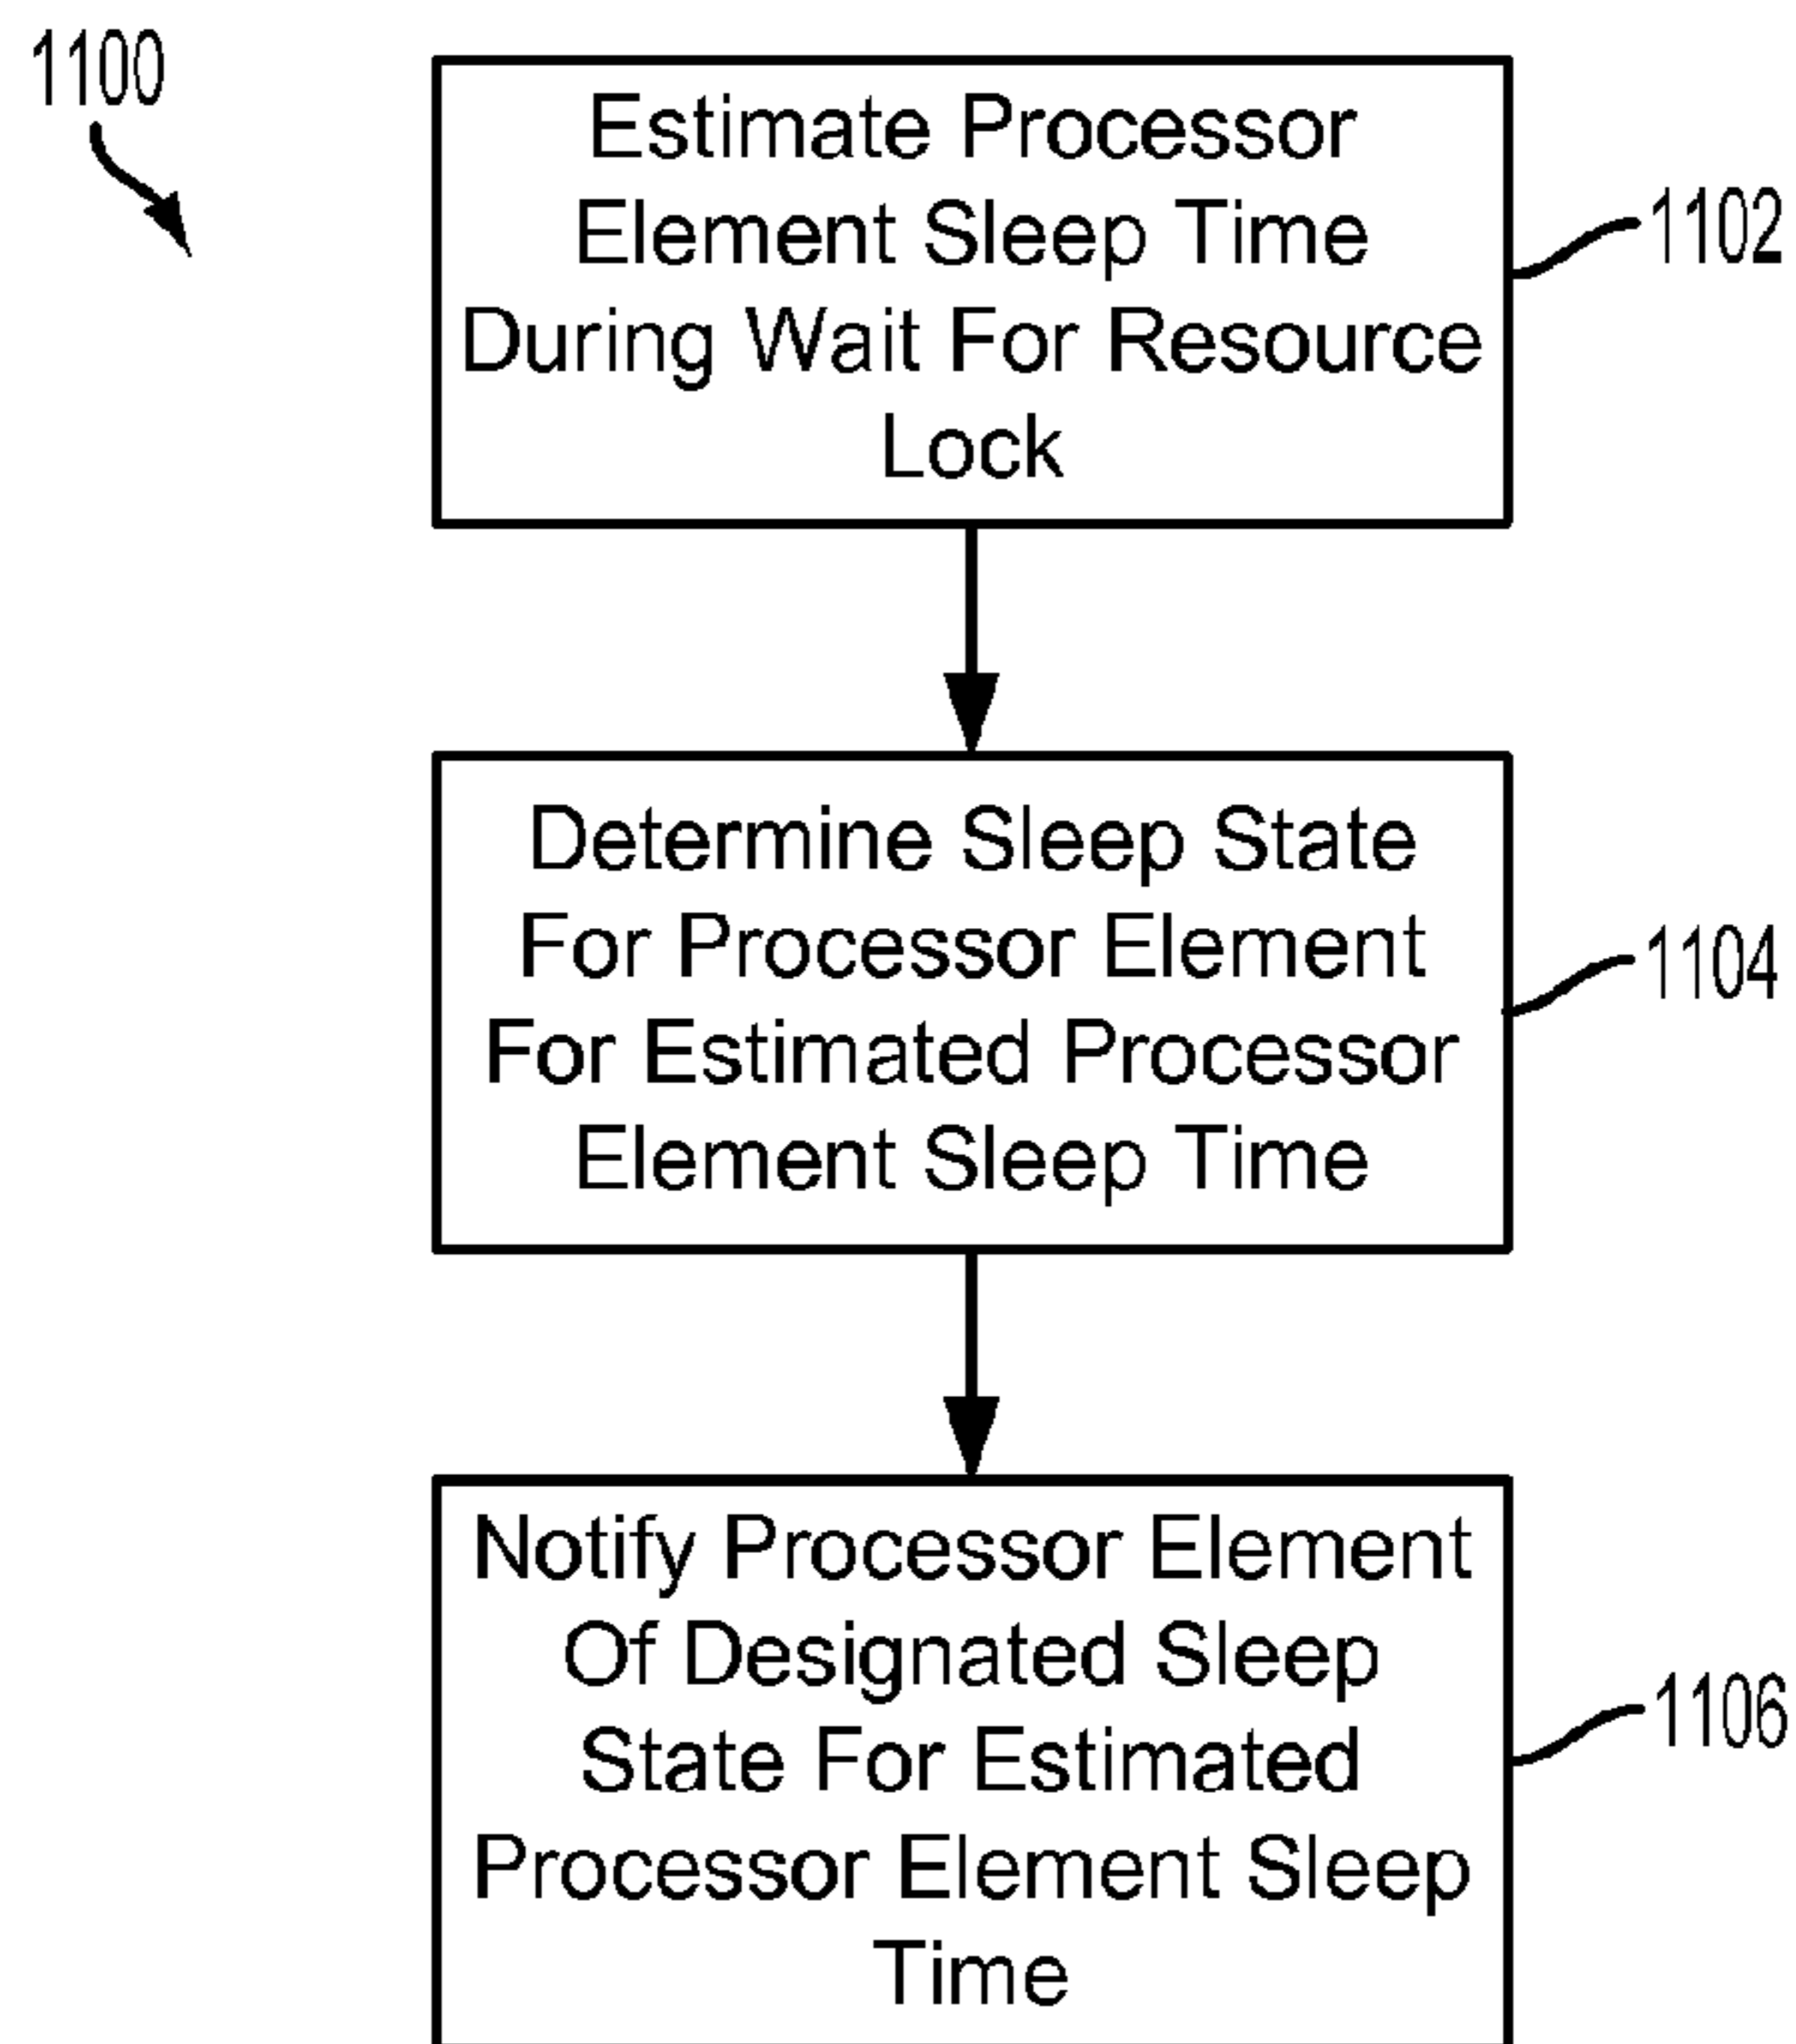 1100
Estimate Processor
Element Sleep Time
During Wait For Resource
Lock
1102
Determine Sleep State
For Processor Element
For Estimated Processor
Element Sleep Time
1104
Notify Processor Element
Of Designated Sleep
State For Estimated
Processor Element Sleep
Time
1106